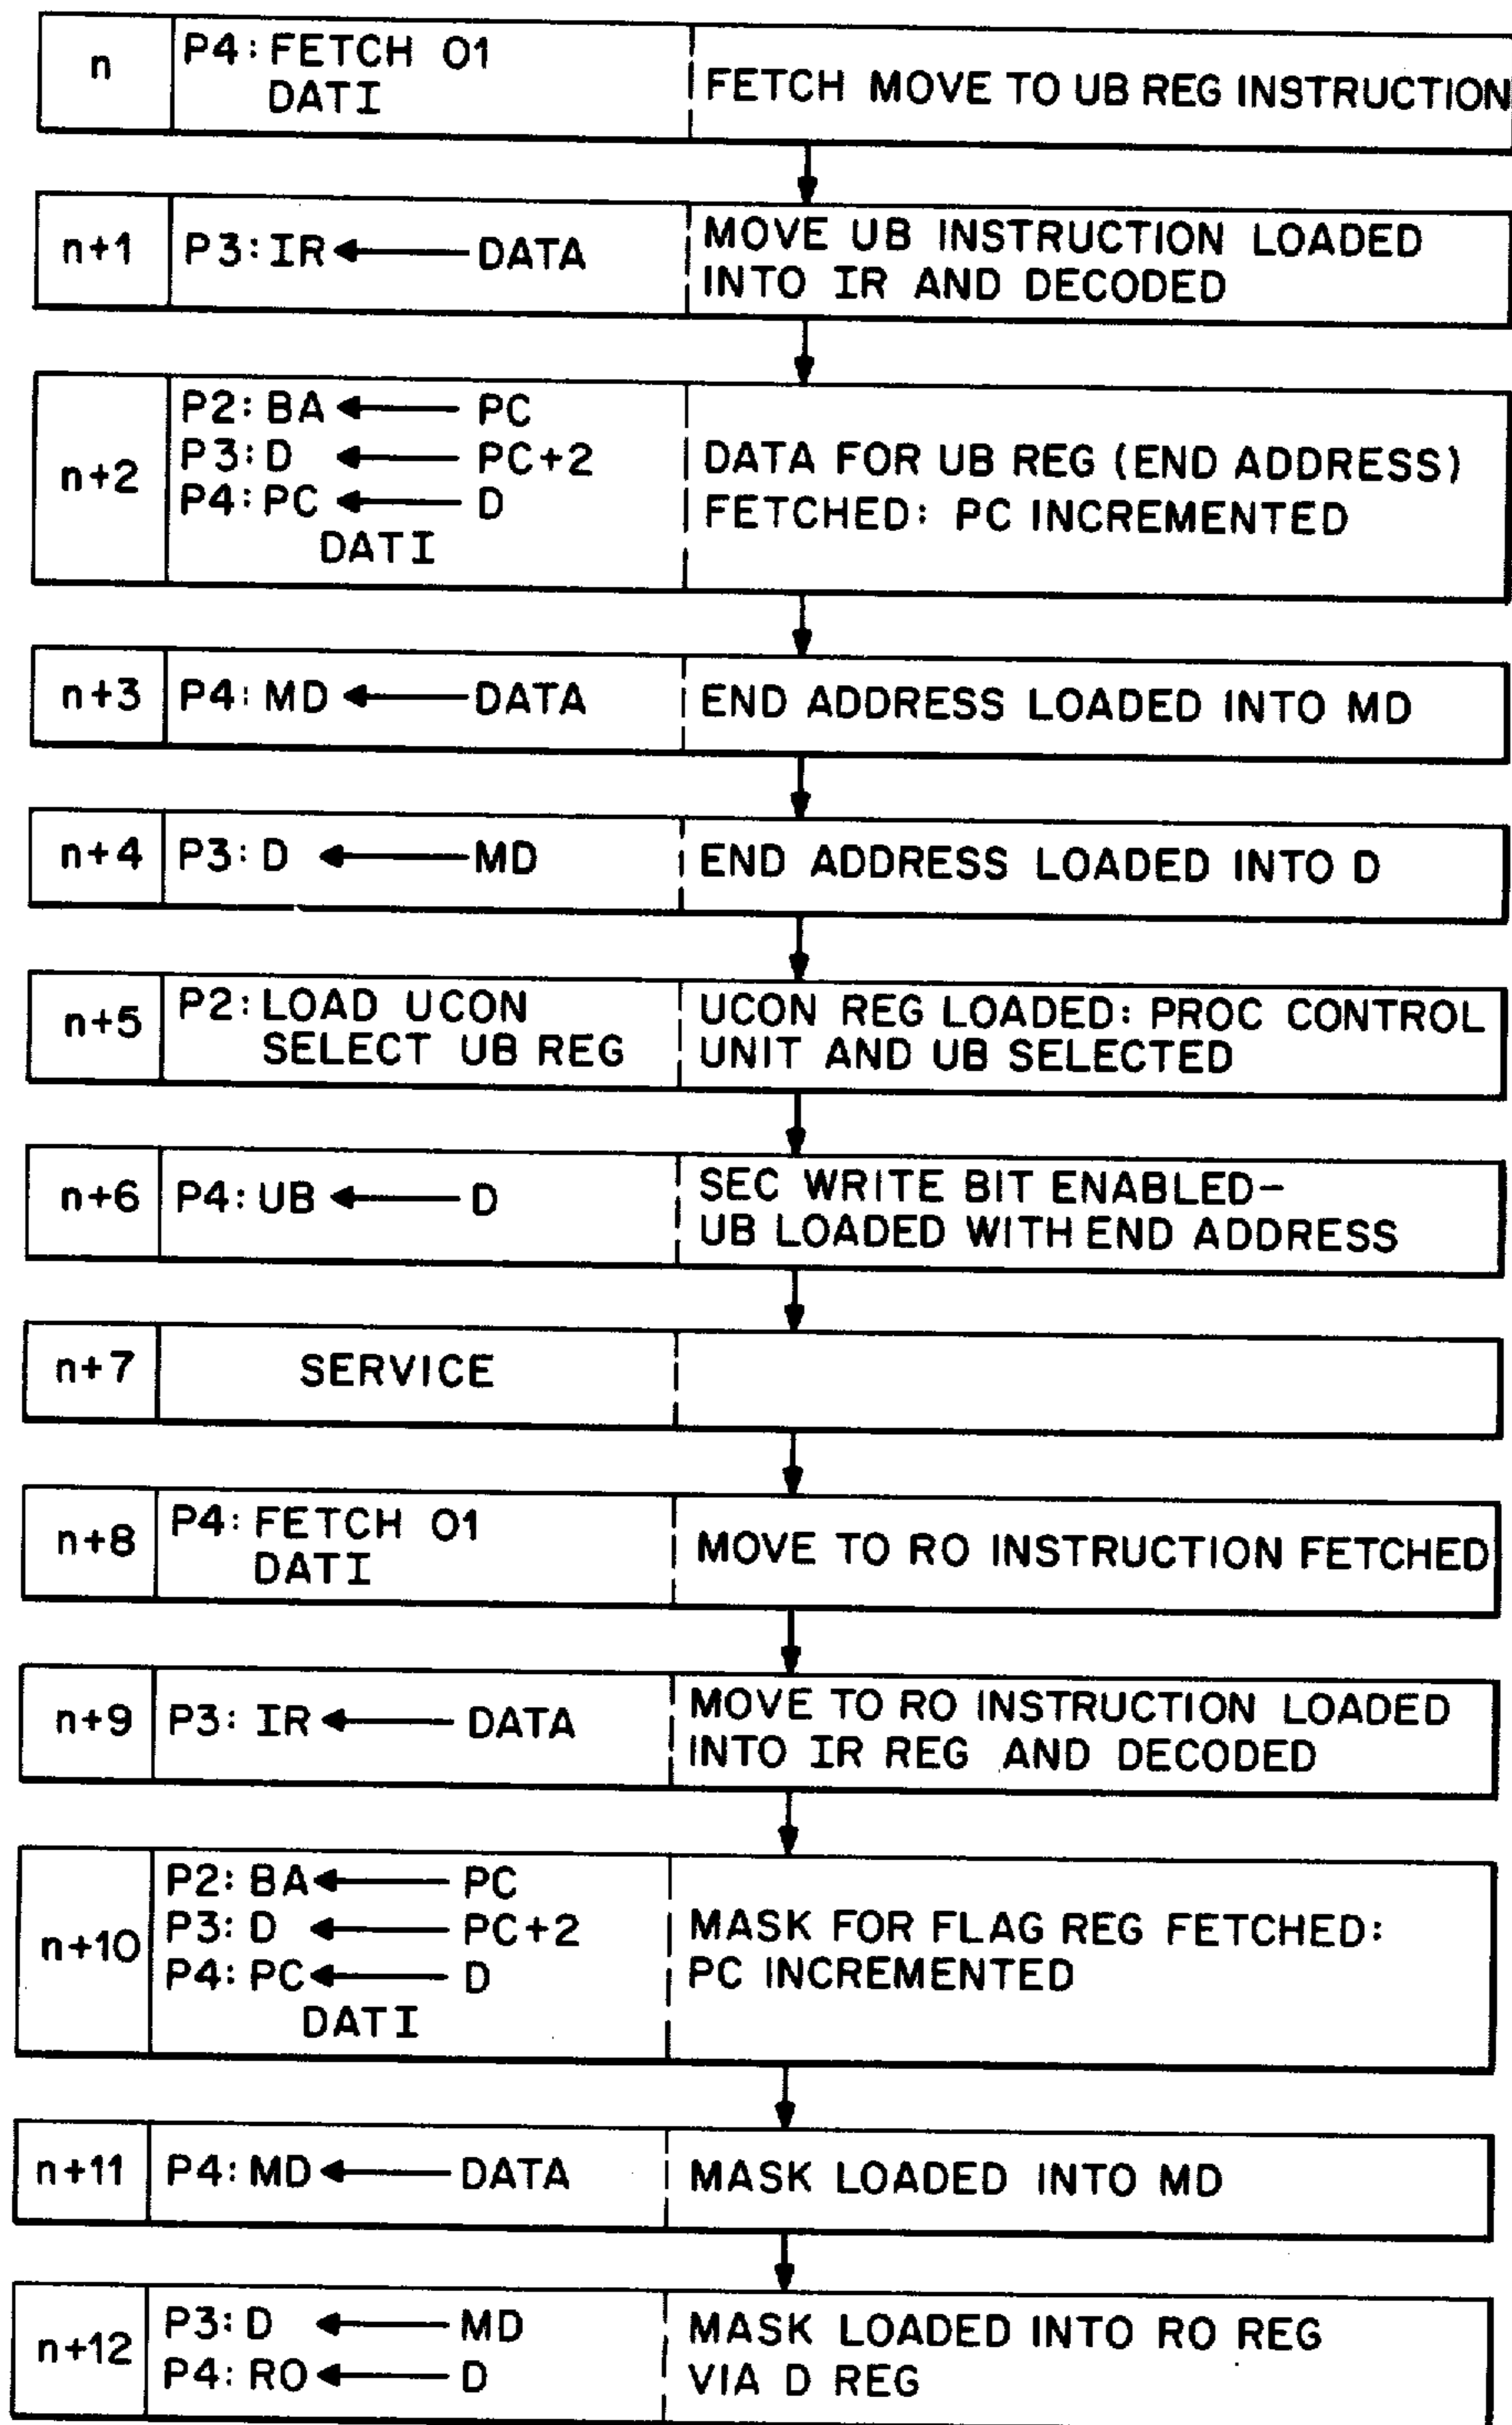 n
P4: FETCH 01
DATI
FETCH MOVE TO UB REG INSTRUCTION
n+1
P3: IR ← DATA
MOVE UB INSTRUCTION LOADED
INTO IR AND DECODED
n+2
P2: BA ← PC
P3: D ← PC+2
P4: PC ← D
DATI
DATA FOR UB REG (END ADDRESS)
FETCHED: PC INCREMENTED
n+3
P4: MD ← DATA
END ADDRESS LOADED INTO MD
n+4
P3: D ← MD
END ADDRESS LOADED INTO D
n+5
P2: LOAD UCON
SELECT UB REG
UCON REG LOADED: PROC CONTROL
UNIT AND UB SELECTED
n+6
P4: UB ← D
SEC WRITE BIT ENABLED-
UB LOADED WITH END ADDRESS
n+7
SERVICE
n+8
P4: FETCH 01
DATI
MOVE TO RO INSTRUCTION FETCHED
n+9
P3: IR ← DATA
MOVE TO RO INSTRUCTION LOADED
INTO IR REG AND DECODED
n+10
P2: BA ← PC
P3: D ← PC+2
P4: PC ← D
DATI
MASK FOR FLAG REG FETCHED:
PC INCREMENTED
n+11
P4: MD ← DATA
MASK LOADED INTO MD
n+12
P3: D ← MD
P4: RO ← D
MASK LOADED INTO RO REG
VIA D REG